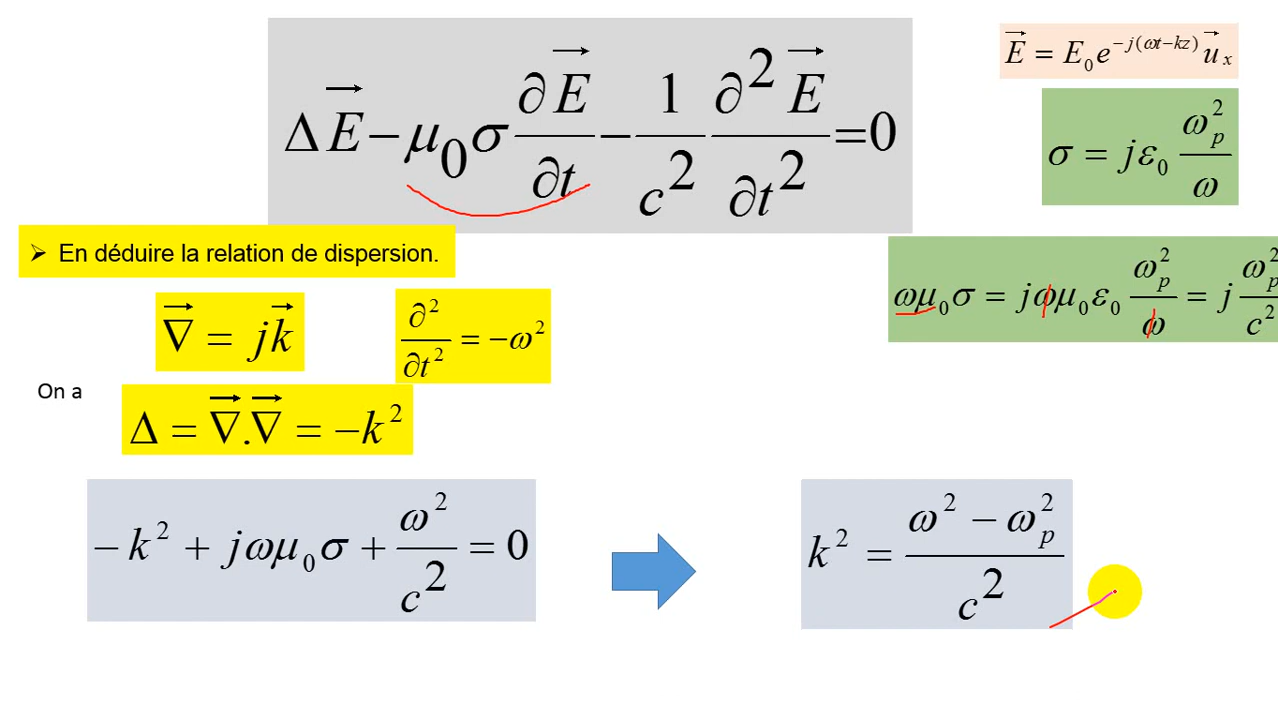 ΔE⃗ − μ₀σ ∂E⃗/∂t − 1/c² ∂²E⃗/∂t² = 0
E⃗ = E₀e^{−j(ωt−kz)} u⃗ₓ
σ = jε₀ ω_p²/ω
➢ En déduire la relation de dispersion.
ωμ₀σ = jωμ₀ε₀ ω_p²/ω = j ω_p²/c²
∇⃗ = jk⃗
∂²/∂t² = −ω²
On a
Δ = ∇⃗.∇⃗ = −k²
−k² + jωμ₀σ + ω²/c² = 0
k² = (ω² − ω_p²)/c²